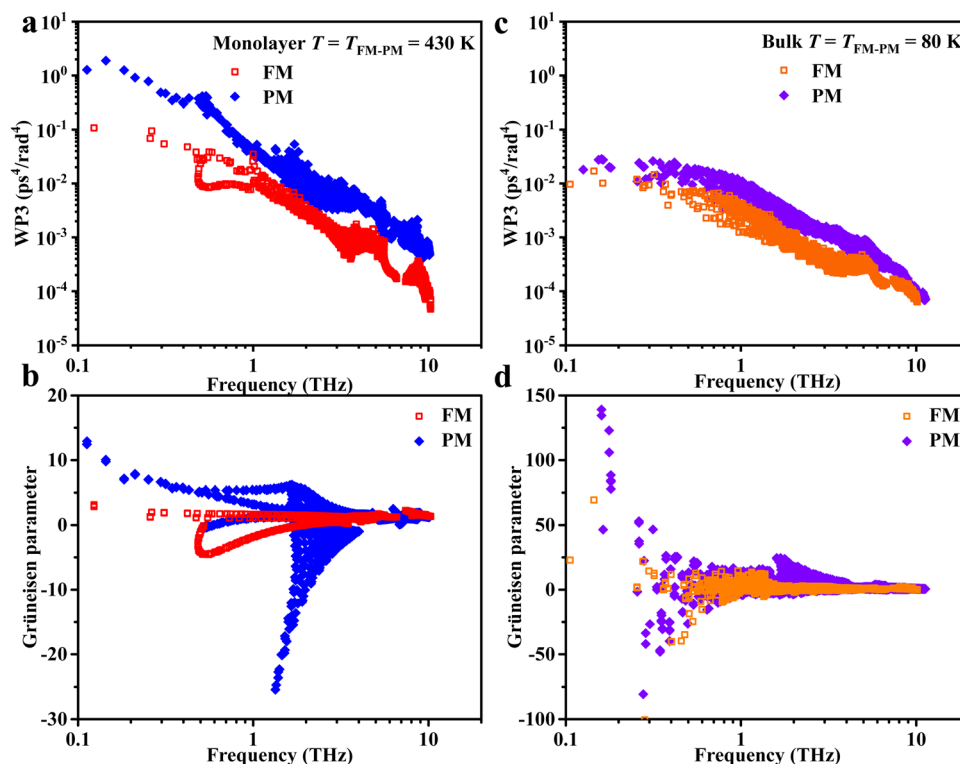 a
Monolayer T = T_FM-PM = 430 K
FM
PM
WP3 (ps⁴/rad⁴)
10¹
10⁰
10⁻¹
10⁻²
10⁻³
10⁻⁴
10⁻⁵
0.1
1
10
Frequency (THz)
c
Bulk T = T_FM-PM = 80 K
FM
PM
WP3 (ps⁴/rad⁴)
10¹
10⁰
10⁻¹
10⁻²
10⁻³
10⁻⁴
10⁻⁵
0.1
1
10
Frequency (THz)
b
FM
PM
Grüneisen parameter
20
10
0
-10
-20
-30
0.1
1
10
Frequency (THz)
d
FM
PM
Grüneisen parameter
150
100
50
0
-50
-100
0.1
1
10
Frequency (THz)